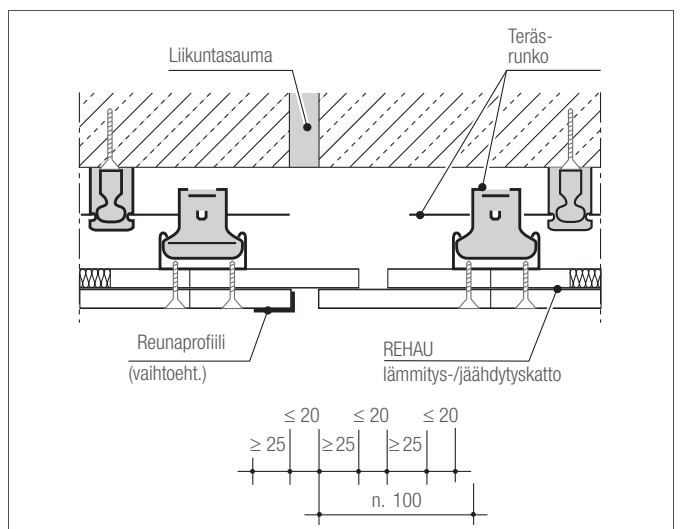 Teräs-
runko
Liikuntasauma
Reunaprofiili
(vaihtoeht.)
REHAU
lämmitys-/jäähdytyskatto
≤ 20 ≤ 20 ≤ 20
≥ 25 ≥25 ≥25
n. 100